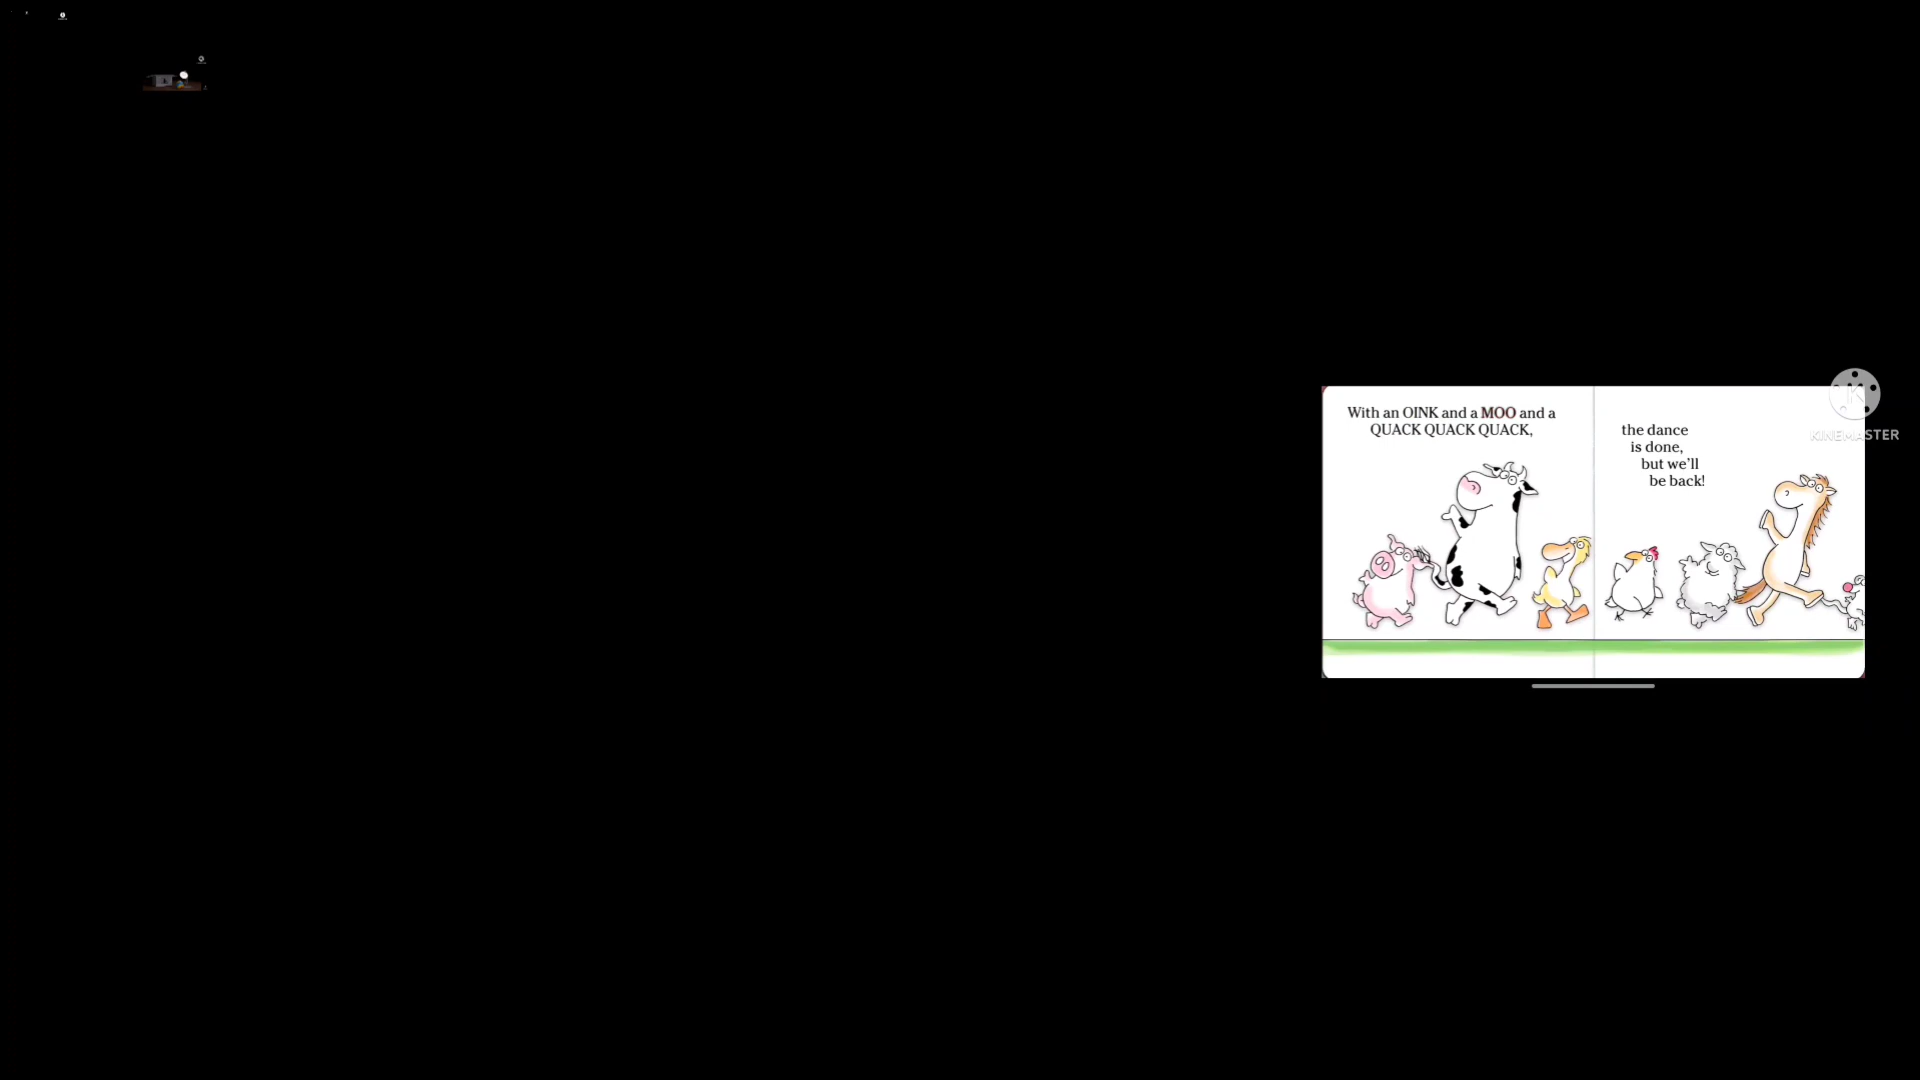 With an OINK and a MOO and a
QUACK QUACK QUACK,
the dance
is done,
but we'll
be back!
KINEMASTER